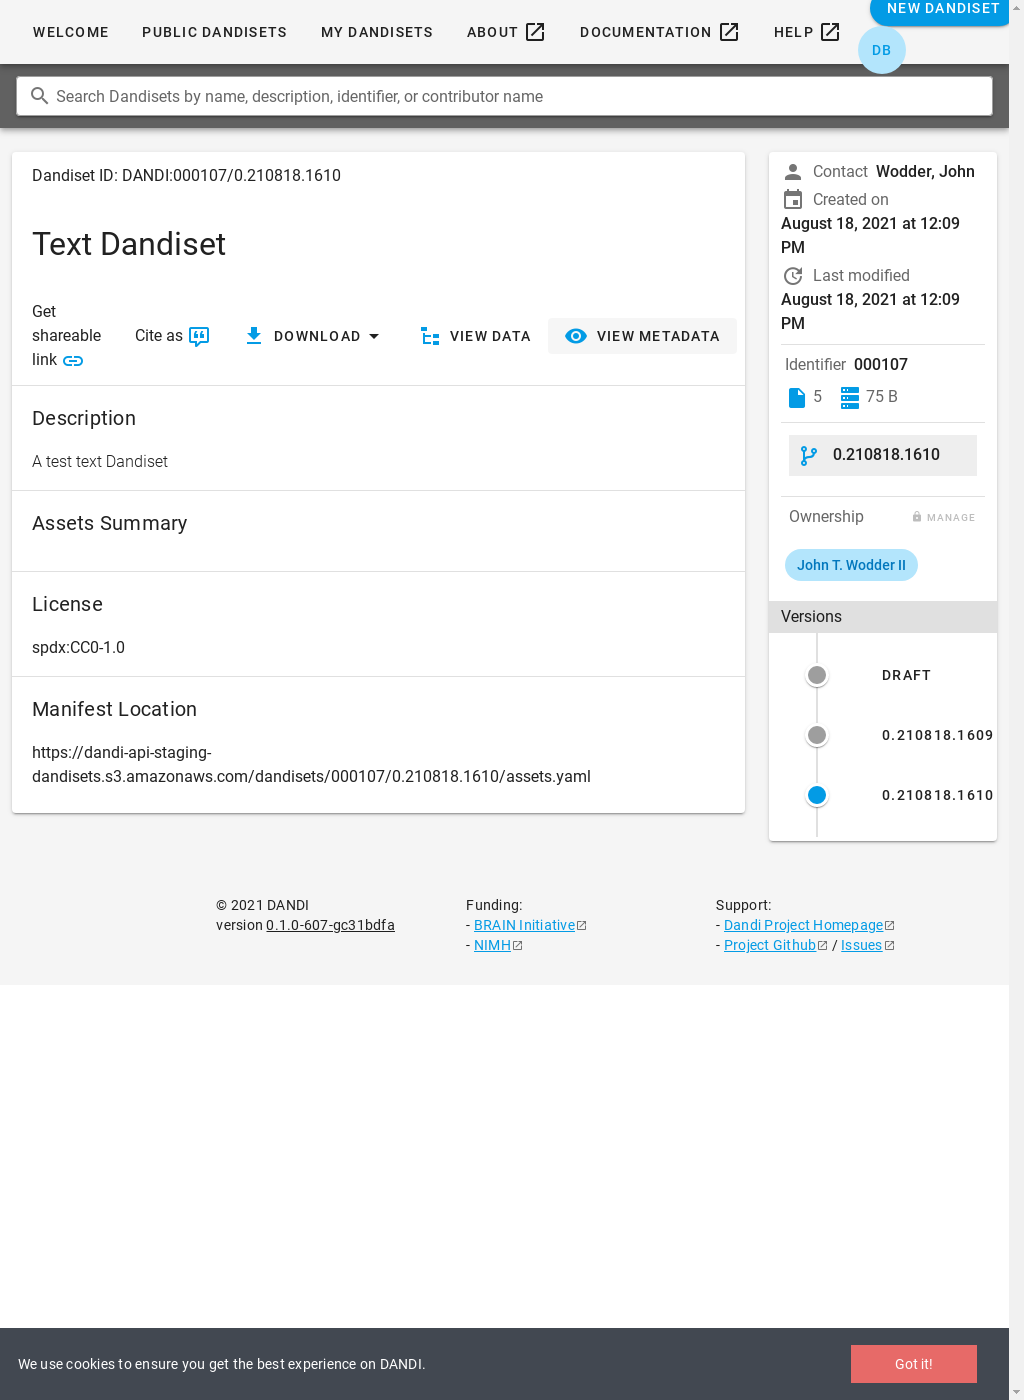 WELCOME
PUBLIC DANDISETS
MY DANDISETS
ABOUT
DOCUMENTATION
HELP
NEW DANDISET
DB
Search Dandisets by name, description, identifier, or contributor name
Dandiset ID: DANDI:000107/0.210818.1610
Text Dandiset
Get
shareable
link
Cite as
DOWNLOAD
VIEW DATA
VIEW METADATA
Description
A test text Dandiset
Assets Summary
License
spdx:CC0-1.0
Manifest Location
https://dandi-api-staging-
dandisets.s3.amazonaws.com/dandisets/000107/0.210818.1610/assets.yaml
Contact Wodder, John
Created on
August 18, 2021 at 12:09
PM
Last modified
August 18, 2021 at 12:09
PM
Identifier 000107
5 75 B
0.210818.1610
Ownership MANAGE
John T. Wodder II
Versions
DRAFT
0.210818.1609
0.210818.1610
© 2021 DANDI
version 0.1.0-607-gc31bdfa
Funding:
- BRAIN Initiative
- NIMH
Support:
- Dandi Project Homepage
- Project Github / Issues
We use cookies to ensure you get the best experience on DANDI.
Got it!